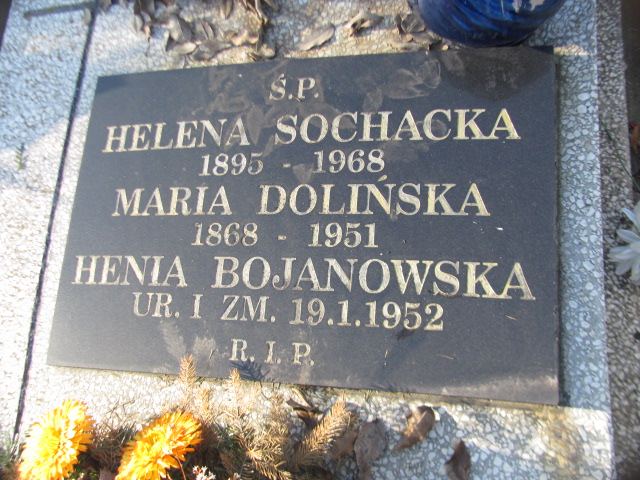 Ś.P.
HELENA SOCHACKA
1895 - 1968
MARIA DOLIŃSKA
1868 - 1951
HENIA BOJANOWSKA
UR. I ZM. 19.1.1952
R. I. P.